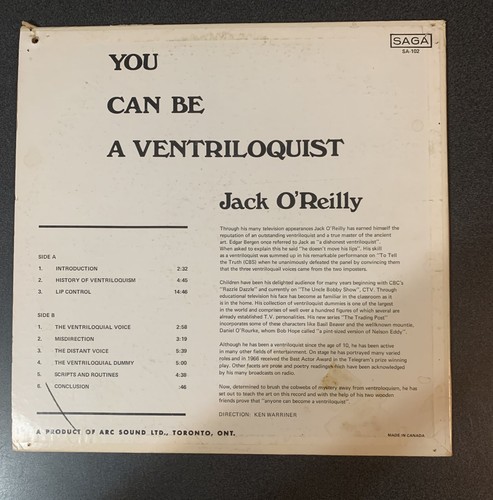 SAGA
SA-102
YOU
CAN BE
A VENTRILOQUIST
Jack O'Reilly
SIDE A
1. INTRODUCTION 2:32
2. HISTORY OF VENTRILOQUISM 4:45
3. LIP CONTROL 14:46
SIDE B
1. THE VENTRILOQUIAL VOICE 2:58
2. MISDIRECTION 3:19
3. THE DISTANT VOICE 5:39
4. THE VENTRILOQUIAL DUMMY 5:00
5. SCRIPTS AND ROUTINES 4:38
6. CONCLUSION :46
Through his many television appearances Jack O'Reilly has earned himself the
reputation of an outstanding ventriloquist and a true master of the ancient
art. Edgar Bergen once referred to Jack as "a dishonest ventriloquist".
When asked to explain this he said "he doesn't move his lips". His skill
as a ventriloquist was summed up in his remarkable performance on "To Tell
the Truth (CBS) when he unanimously defeated the panel by convincing them
that the three ventriloquial voices came from the two imposters.
Children have been his delighted audience for many years beginning with CBC's
"Razzle Dazzle" and currently on "The Uncle Bobby Show", CTV. Through
educational television his face has become as familiar in the classroom as it
is in the home. His collection of ventriloquist dummies is one of the largest
in the world and comprises of well over a hundred figures which several are
already established T.V. personalities. His new series "The Trading Post"
incorporates some of these characters like Basil Beaver and the wellknown mountie,
Daniel O'Rourke, whom Bob Hope called "a pint-sized version of Nelson Eddy."
Although he has been a ventriloquist since the age of 10, he has been active
in many other fields of entertainment. On stage he has portrayed many varied
roles and in 1966 received the Best Actor Award in the Telegram's prize winning
play. Other facets are prose and poetry readings which have been acknowledged
by his many broadcasts on radio.
Now, determined to brush the cobwebs of mystery away from ventriloquism, he has
set out to teach the art on this record and with the help of his two wooden
friends prove that "anyone can become a ventriloquist".
DIRECTION: KEN WARRINER
A PRODUCT OF ARC SOUND LTD., TORONTO, ONT.
MADE IN CANADA